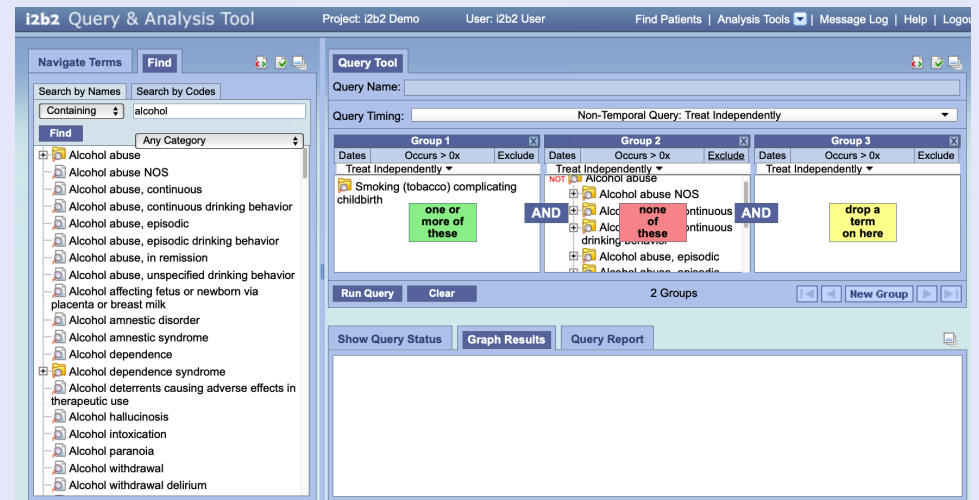 i2b2 Query & Analysis Tool
Project: i2b2 Demo
User: i2b2 User
Find Patients | Analysis Tools | Message Log | Help | Logou
Navigate Terms
Find
Search by Names
Search by Codes
Containing
alcohol
Find
Any Category
Alcohol abuse
Alcohol abuse NOS
Alcohol abuse, continuous
Alcohol abuse, continuous drinking behavior
Alcohol abuse, episodic
Alcohol abuse, episodic drinking behavior
Alcohol abuse, in remission
Alcohol abuse, unspecified drinking behavior
Alcohol affecting fetus or newborn via
placenta or breast milk
Alcohol amnestic disorder
Alcohol amnestic syndrome
Alcohol dependence
Alcohol dependence syndrome
Alcohol deterrents causing adverse effects in
therapeutic use
Alcohol hallucinosis
Alcohol intoxication
Alcohol paranoia
Alcohol withdrawal
Alcohol withdrawal delirium
Query Tool
Query Name:
Query Timing:
Non-Temporal Query: Treat Independently
Group 1 X
Dates Occurs > 0x Exclude
Treat Independently
Smoking (tobacco) complicating
childbirth
one or
more of
these
AND
Group 2 X
Dates Occurs > 0x Exclude
Treat Independently
NOT Alcohol abuse
Alcohol abuse NOS
Alco ntinuous
Alco ntinuous
drinking behavior
Alcohol abuse, episodic
Alcohol abuse, episodic
none
of
these
AND
Group 3 X
Dates Occurs > 0x Exclude
Treat Independently
drop a
term
on here
Run Query
Clear
2 Groups
New Group
Show Query Status
Graph Results
Query Report